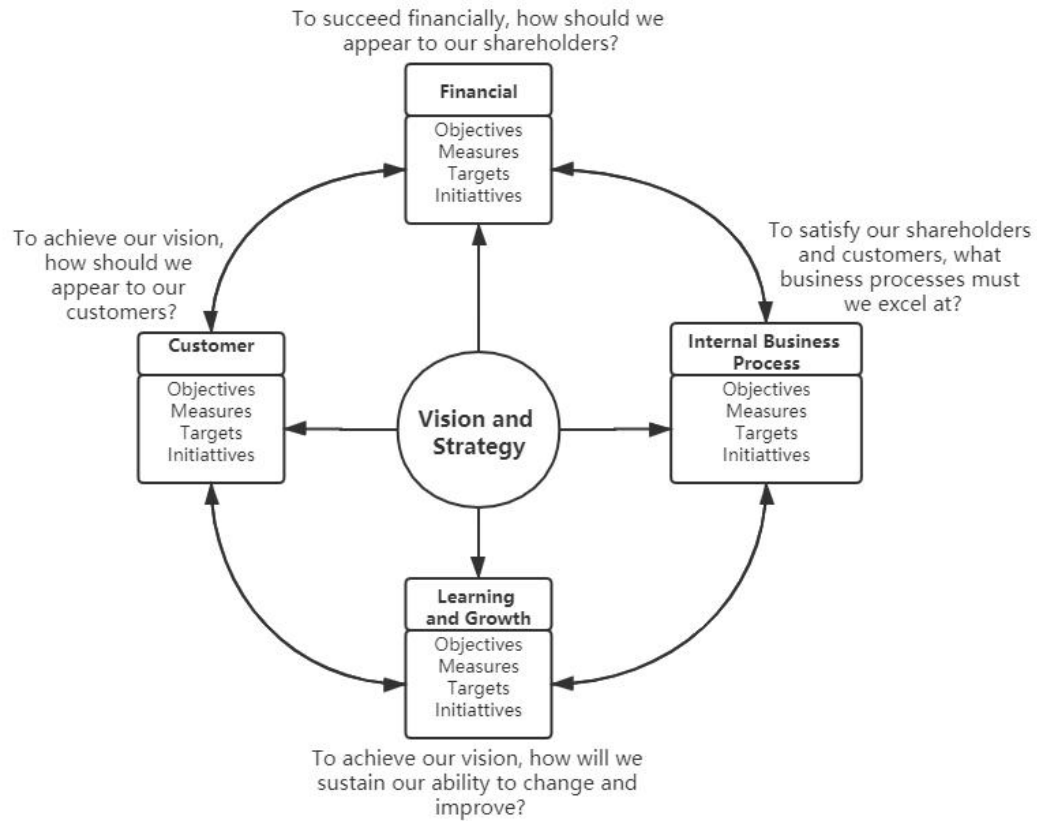 To succeed financially, how should we
appear to our shareholders?
Financial
Objectives
Measures
Targets
Initiattives
To achieve our vision,
how should we
appear to our
customers?
To satisfy our shareholders
and customers, what
business processes must
we excel at?
Customer
Objectives
Measures
Targets
Initiattives
Vision and
Strategy
Internal Business
Process
Objectives
Measures
Targets
Initiattives
Learning
and Growth
Objectives
Measures
Targets
Initiattives
To achieve our vision, how will we
sustain our ability to change and
improve?